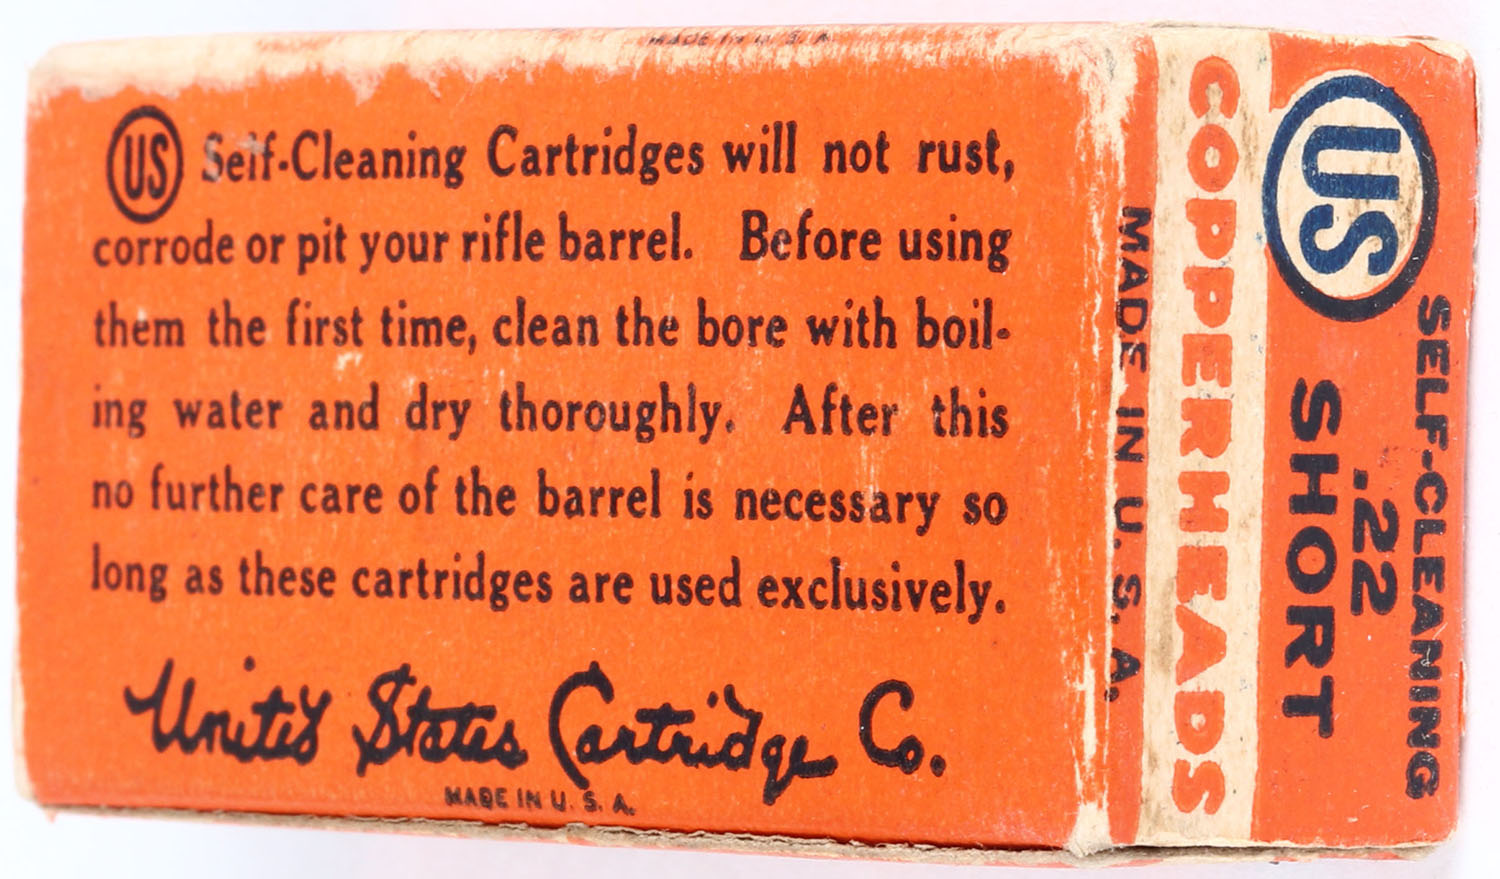 MADE IN U. S. A.
US Self-Cleaning Cartridges will not rust,
corrode or pit your rifle barrel. Before using
them the first time, clean the bore with boil-
ing water and dry thoroughly. After this
no further care of the barrel is necessary so
long as these cartridges are used exclusively.
United States Cartridge Co.
MADE IN U. S. A.
MADE IN U. S. A.
COPPERHEADS
US
.22
SHORT
SELF-CLEANING